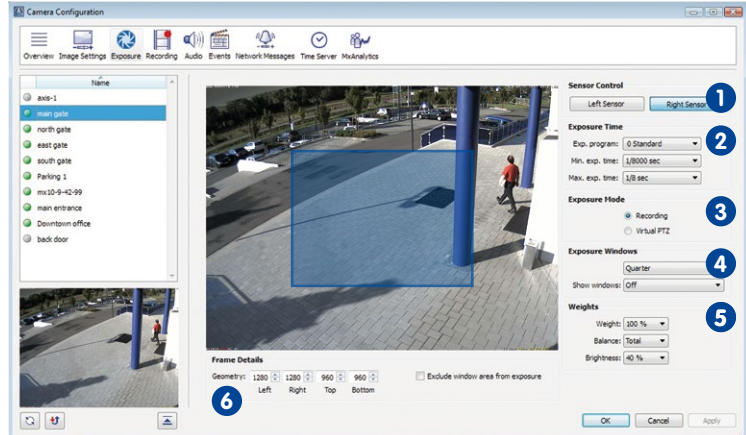 Camera Configuration
Overview Image Settings Exposure Recording Audio Events Network Messages Time Server MxAnalytics
Name
axis-1
main gate
north gate
east gate
south gate
Parking 1
mx10-9-42-99
main entrance
Downtown office
back door
Sensor Control
Left Sensor Right Sensor 1
Exposure Time
Exp. program: 0 Standard 2
Min. exp. time: 1/8000 sec
Max. exp. time: 1/8 sec
Exposure Mode
Recording 3
Virtual PTZ
Exposure Windows
Quarter 4
Show windows: Off
Weights
Weight: 100 % 5
Balance: Total
Brightness: 40 %
Frame Details
Geometry: 1280 1280 960 960 Exclude window area from exposure
Left Right Top Bottom
6
OK Cancel Apply